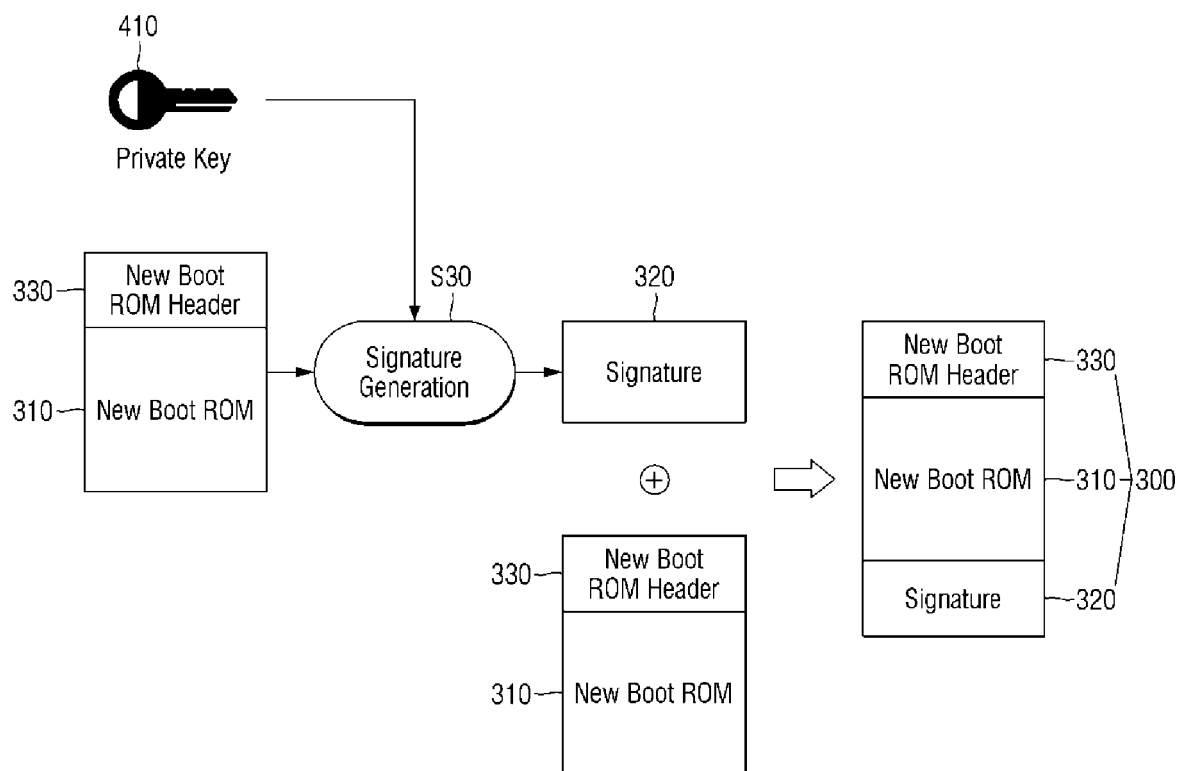 410
Private Key
330
New Boot
ROM Header
310
New Boot ROM
S30
Signature
Generation
320
Signature
330
New Boot
ROM Header
310
New Boot ROM
New Boot
ROM Header
330
New Boot ROM
310
300
Signature
320